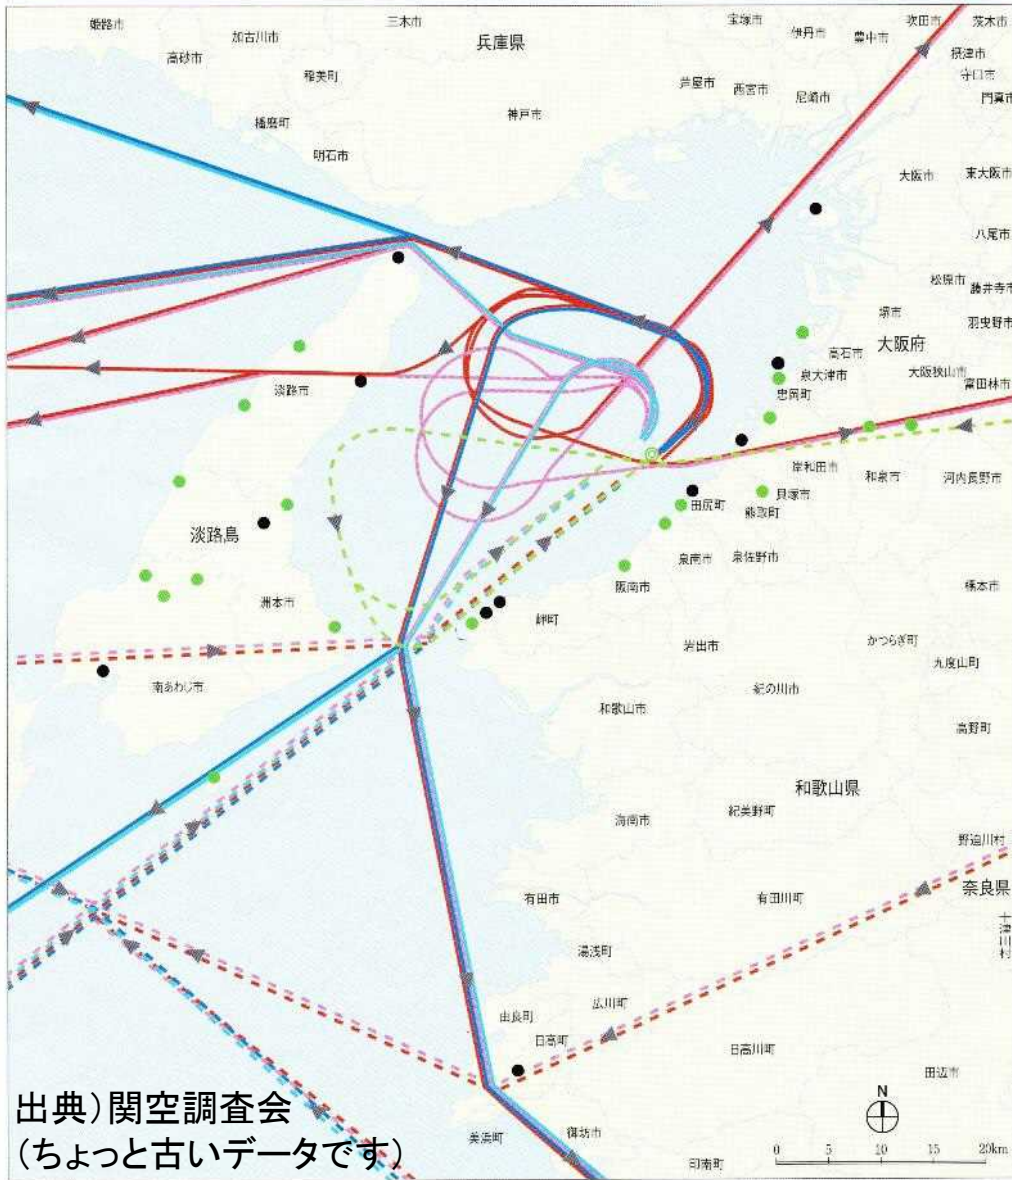 姫路市
三木市
宝塚市
吹田市
茨木市
加古川市
兵庫県
伊丹市
豊中市
高砂市
摂津市
稲美町
芦屋市
西宮市
守口市
尼崎市
門真市
播磨町
神戸市
明石市
大阪市
東大阪市
八尾市
松原市
藤井寺市
堺市
羽曳野市
高石市
大阪府
淡路市
泉大津市
大阪狭山市
富田林市
忠岡町
岸和田市
和泉市
河内長野市
貝塚市
田尻町
熊取町
淡路島
泉南市
泉佐野市
阪南市
橋本市
洲本市
岬町
岩出市
かつらぎ町
九度山町
南あわじ市
紀の川市
和歌山市
高野町
和歌山県
海南市
紀美野町
野迫川村
有田市
有田川町
奈良県
十津川村
湯浅町
広川町
由良町
日高町
日高川町
田辺市
出典)関空調査会
(ちょっと古いデータです)
N
美浜町
御坊市
印南町
0 5 10 15 20km